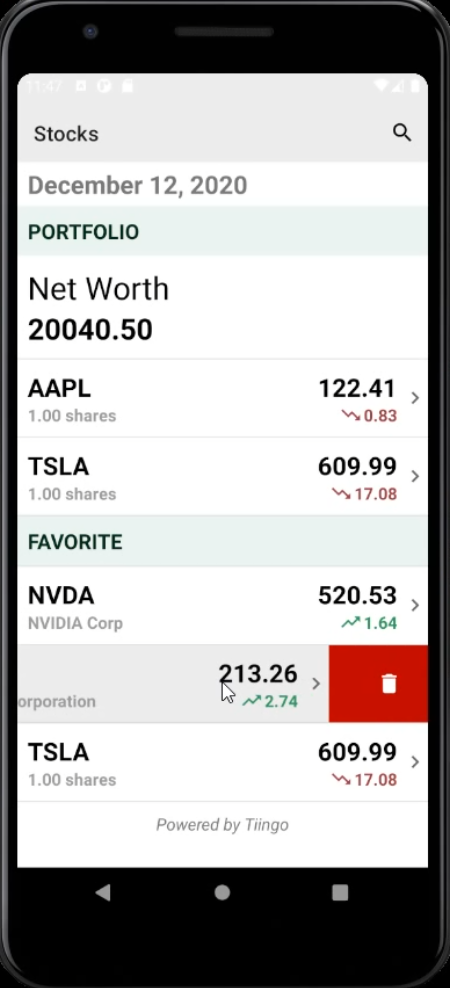 11:47
Stocks
December 12, 2020
PORTFOLIO
Net Worth
20040.50
AAPL 122.41
1.00 shares 0.83
TSLA 609.99
1.00 shares 17.08
FAVORITE
NVDA 520.53
NVIDIA Corp 1.64
213.26
orporation 2.74
TSLA 609.99
1.00 shares 17.08
Powered by Tiingo